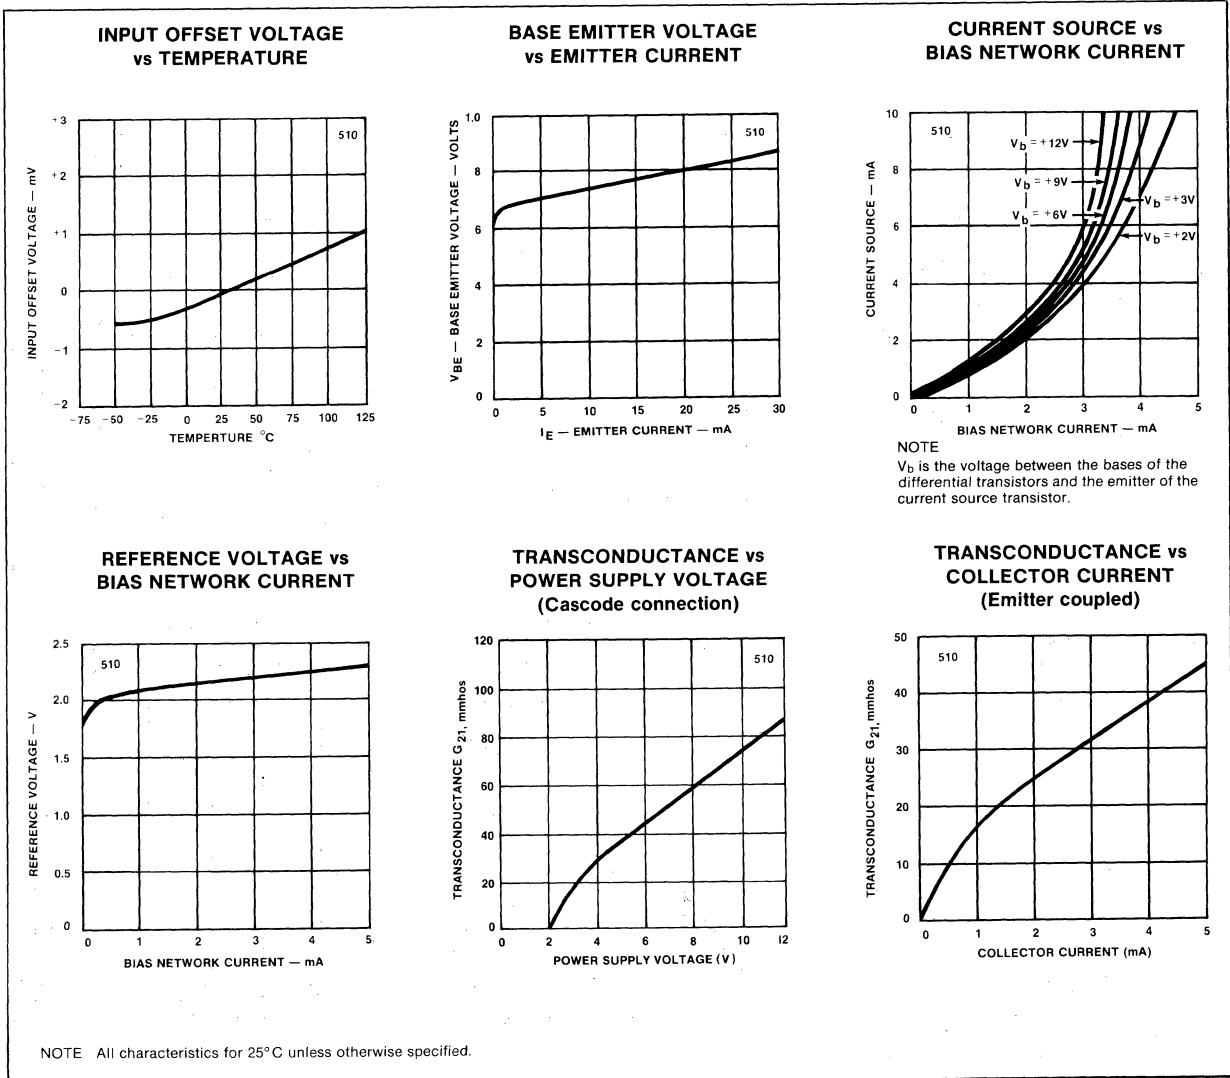 INPUT OFFSET VOLTAGE
vs TEMPERATURE
+3
+2
+1
0
−1
−2
510
INPUT OFFSET VOLTAGE — mV
−75 −50 −25 0 25 50 75 100 125
TEMPERTURE °C
BASE EMITTER VOLTAGE
vs EMITTER CURRENT
1.0
8
6
4
2
0
510
VBE — BASE EMITTER VOLTAGE — VOLTS
0 5 10 15 20 25 30
IE — EMITTER CURRENT — mA
CURRENT SOURCE vs
BIAS NETWORK CURRENT
10
8
6
4
2
0
510
Vb = +12V
Vb = +9V
Vb = +6V
Vb = +3V
Vb = +2V
CURRENT SOURCE — mA
0 1 2 3 4 5
BIAS NETWORK CURRENT — mA
NOTE
Vb is the voltage between the bases of the
differential transistors and the emitter of the
current source transistor.
REFERENCE VOLTAGE vs
BIAS NETWORK CURRENT
2.5
2.0
1.5
1.0
0.5
0
510
REFERENCE VOLTAGE — V
0 1 2 3 4 5
BIAS NETWORK CURRENT — mA
TRANSCONDUCTANCE vs
POWER SUPPLY VOLTAGE
(Cascode connection)
120
100
80
60
40
20
0
510
TRANSCONDUCTANCE G21, mmhos
0 2 4 6 8 10 12
POWER SUPPLY VOLTAGE (V)
TRANSCONDUCTANCE vs
COLLECTOR CURRENT
(Emitter coupled)
50
40
30
20
10
0
510
TRANSCONDUCTANCE G21, mmhos
0 1 2 3 4 5
COLLECTOR CURRENT (mA)
NOTE All characteristics for 25°C unless otherwise specified.